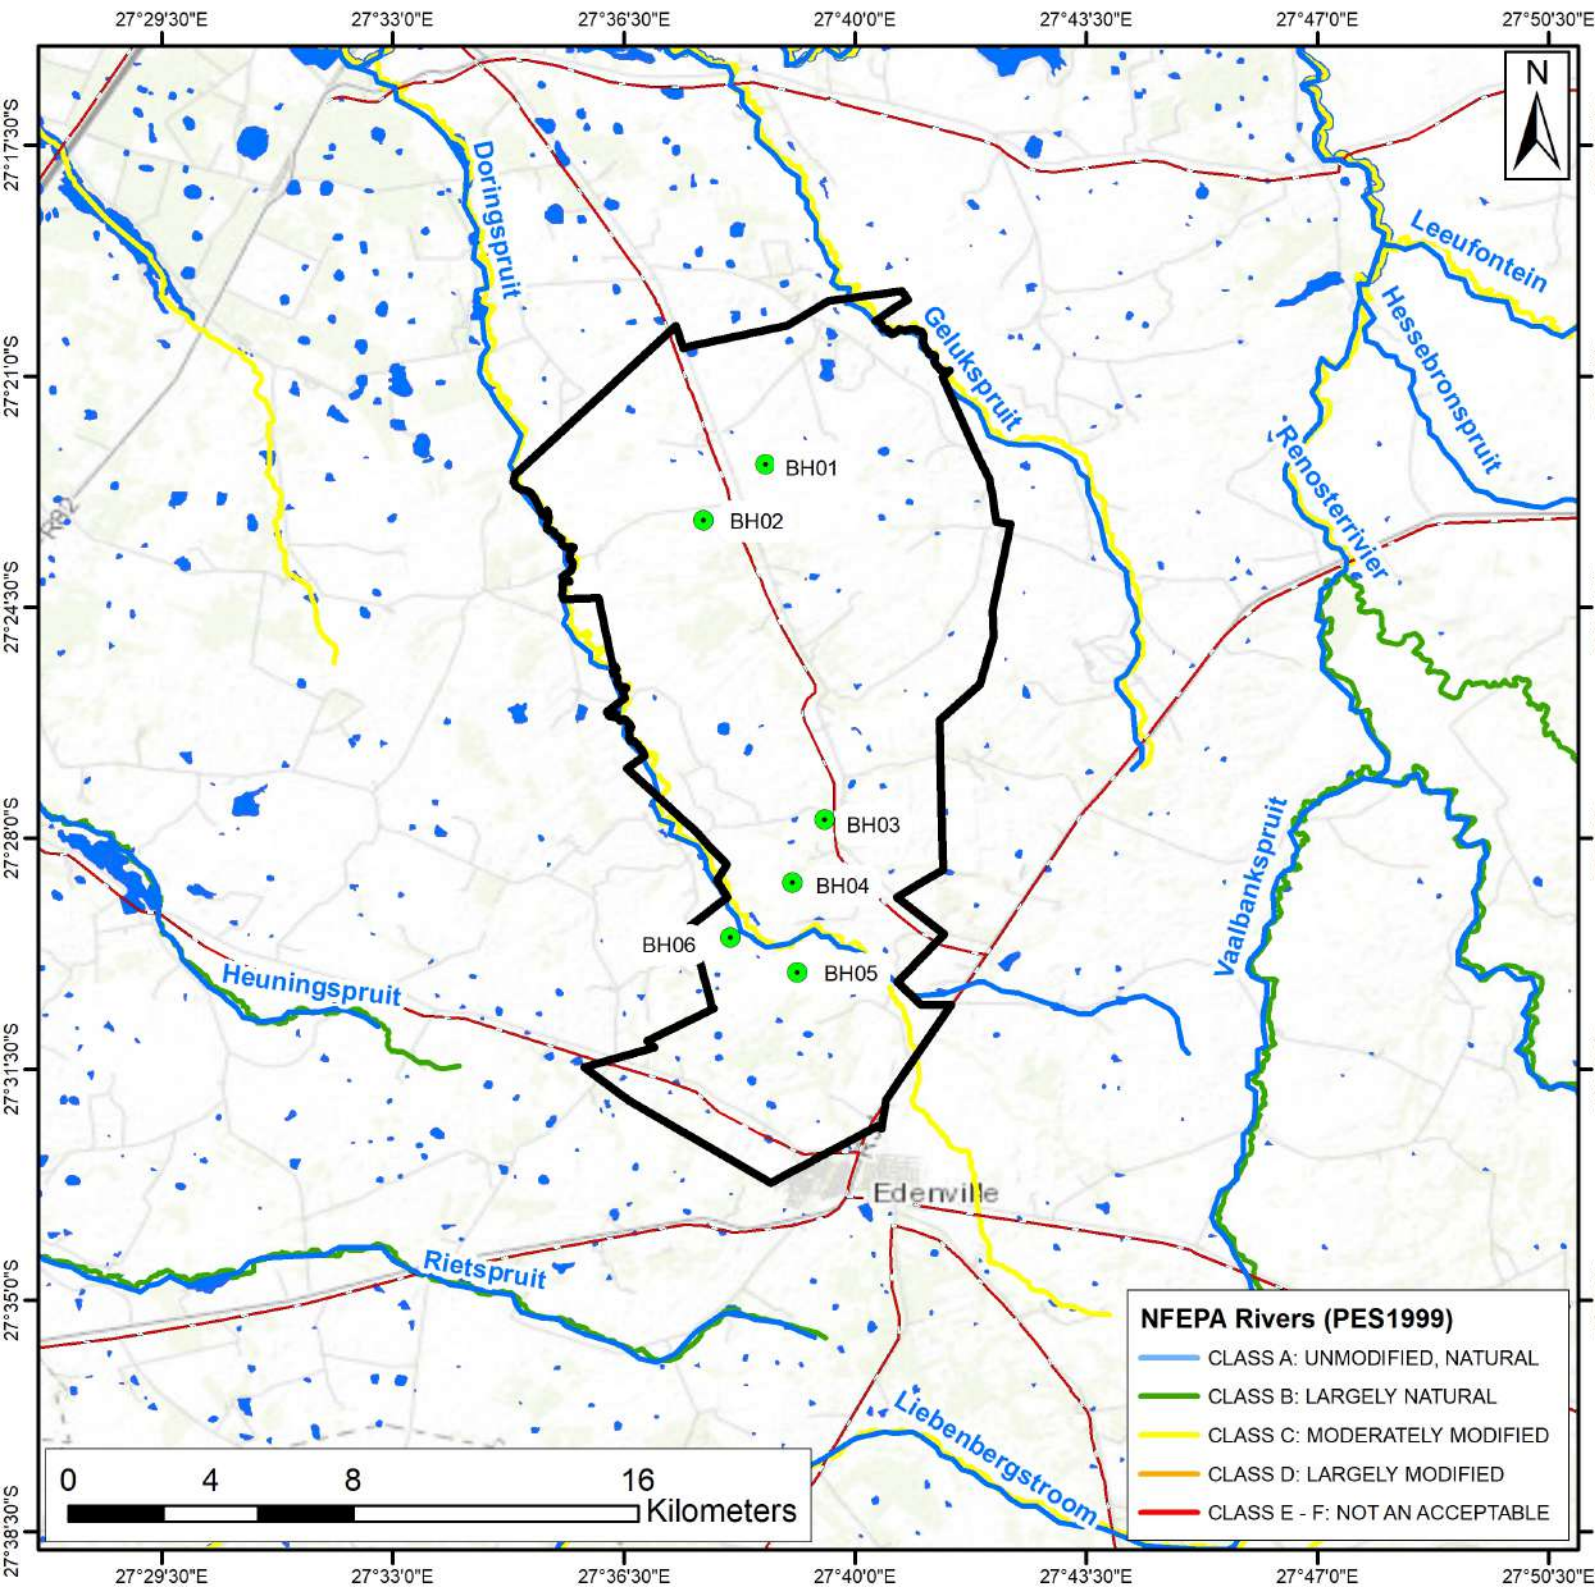 27°29'30"E 27°33'0"E 27°36'30"E 27°40'0"E 27°43'30"E 27°47'0"E 27°50'30"E
N
27°17'30"S
Doringspruit
Leeufontein
27°21'0"S
Gelukspruit
Hessebronspruit
BH01
Renosterrivier
R82
BH02
27°24'30"S
27°28'0"S
BH03
Vaalbankspruit
BH04
BH06
BH05
Heuningspruit
27°31'30"S
Edenville
Rietspruit
27°35'0"S
NFEPA Rivers (PES1999)
CLASS A: UNMODIFIED, NATURAL
CLASS B: LARGELY NATURAL
CLASS C: MODERATELY MODIFIED
CLASS D: LARGELY MODIFIED
CLASS E - F: NOT AN ACCEPTABLE
Liebenbergstroom
0 4 8 16
Kilometers
27°38'30"S
27°29'30"E 27°33'0"E 27°36'30"E 27°40'0"E 27°43'30"E 27°47'0"E 27°50'30"E